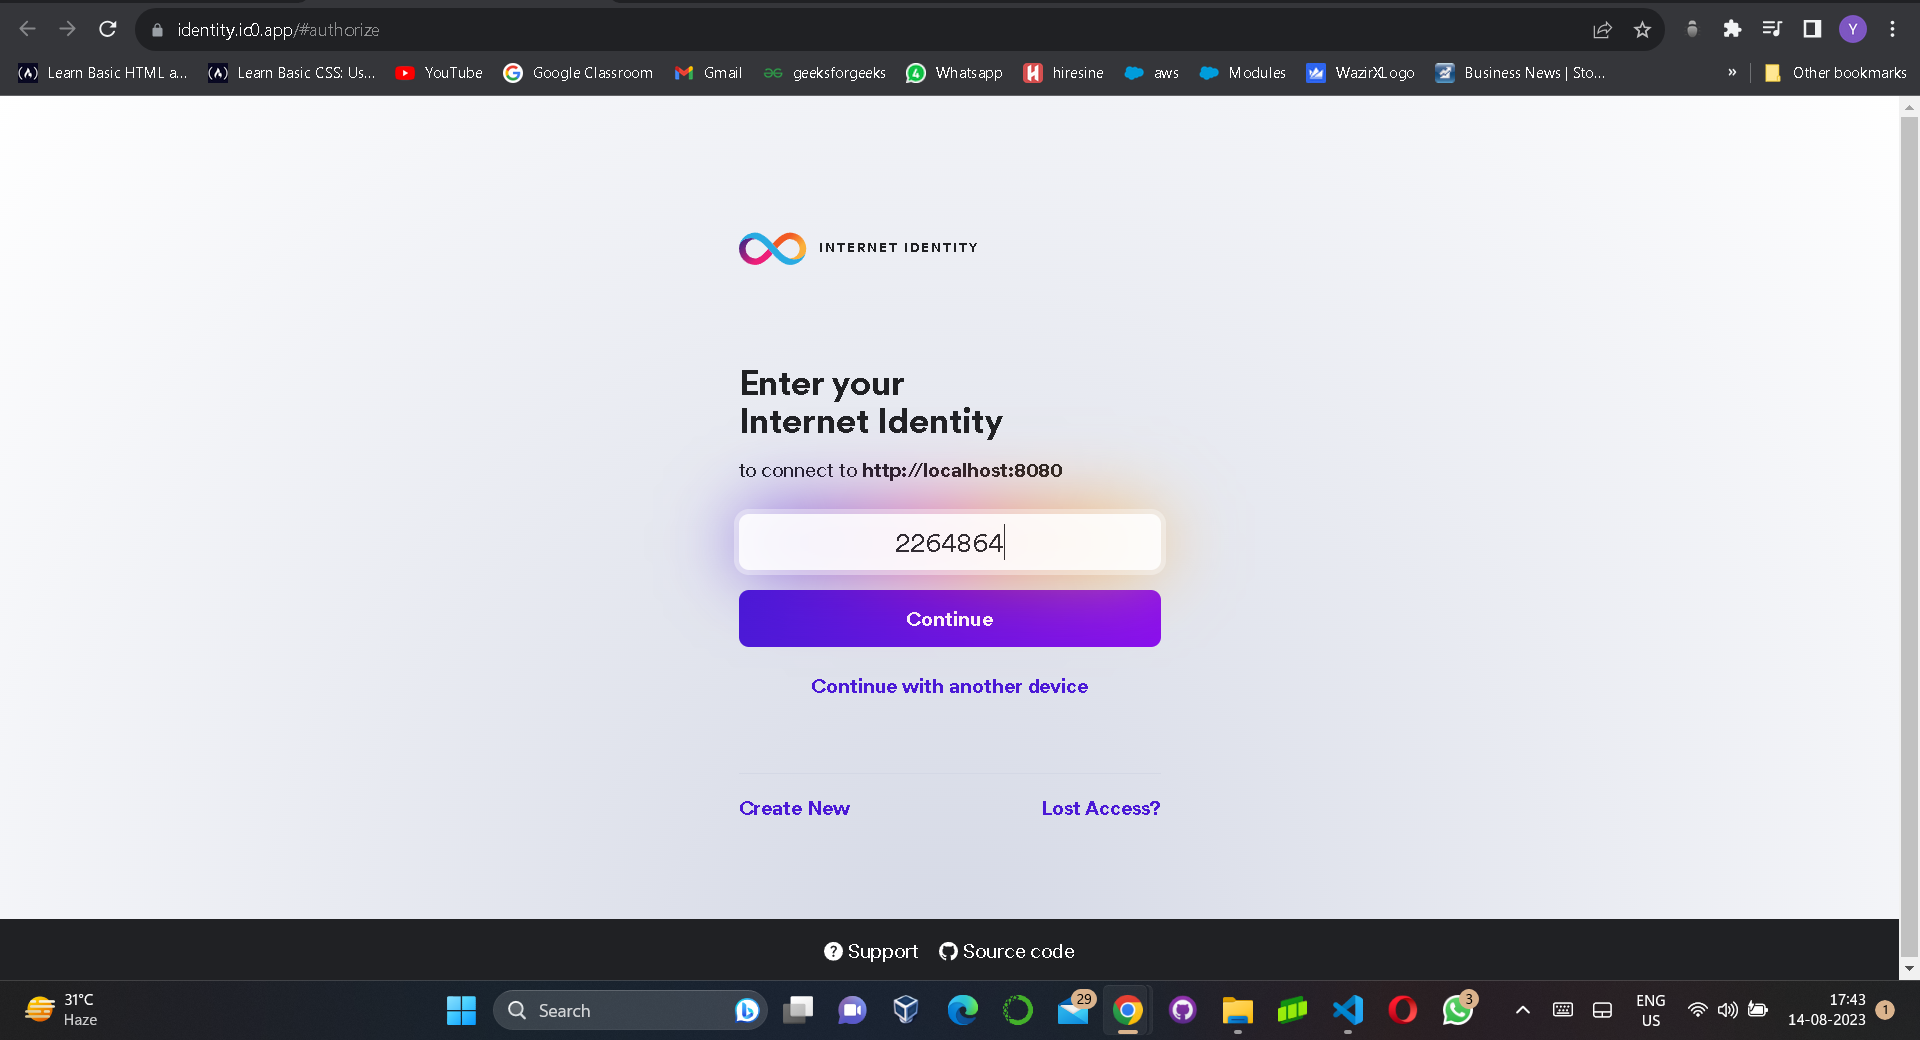 identity.ic0.app/#authorize
Y
Learn Basic HTML a...
Learn Basic CSS: Us...
YouTube
Google Classroom
Gmail
geeksforgeeks
Whatsapp
hiresine
aws
Modules
WazirXLogo
Business News | Sto...
»
Other bookmarks
INTERNET IDENTITY
Enter your
Internet Identity
to connect to http://localhost:8080
2264864
Continue
Continue with another device
Create New
Lost Access?
Support
Source code
31°C
Haze
Search
29
3
ENG
US
17:43
14-08-2023
1